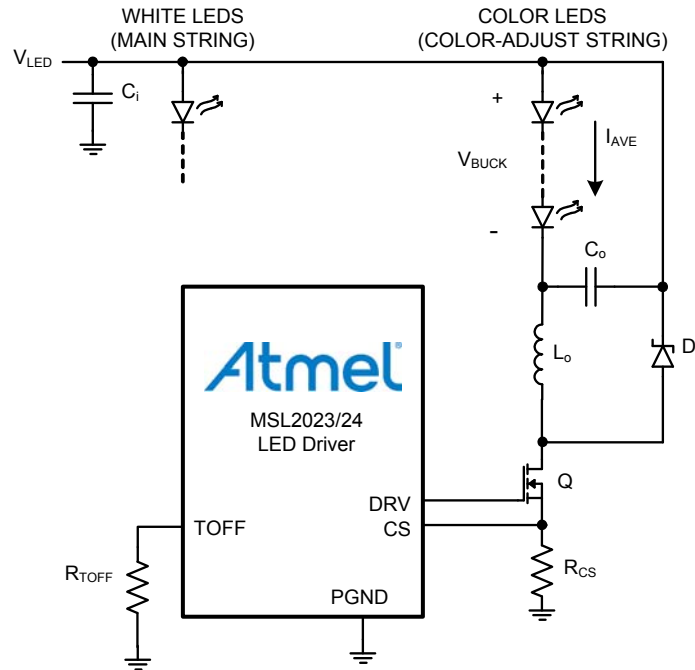 WHITE LEDS
(MAIN STRING)
COLOR LEDS
(COLOR-ADJUST STRING)
VLED
Ci
+
IAVE
VBUCK
-
Co
Lo
D
Atmel
MSL2023/24
LED Driver
Q
DRV
TOFF
CS
RTOFF
RCS
PGND